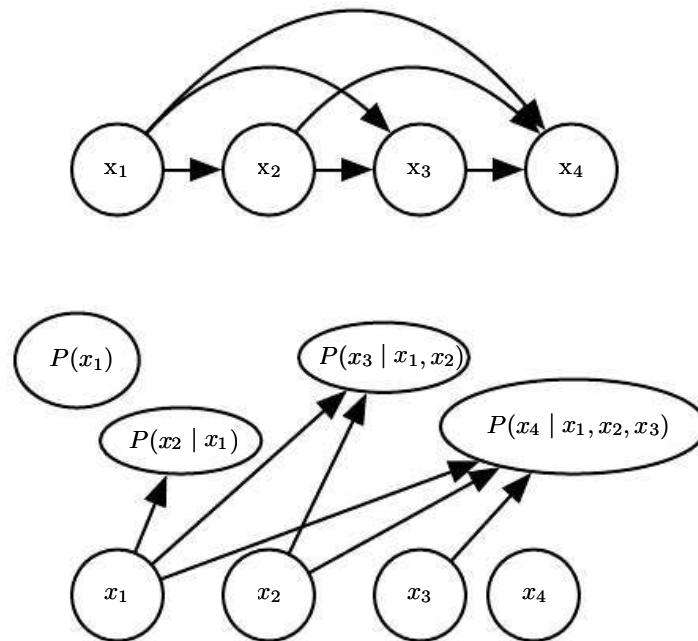 x₁ x₂ x₃ x₄
P(x₁)
P(x₃ | x₁, x₂)
P(x₂ | x₁)
P(x₄ | x₁, x₂, x₃)
x₁ x₂ x₃ x₄